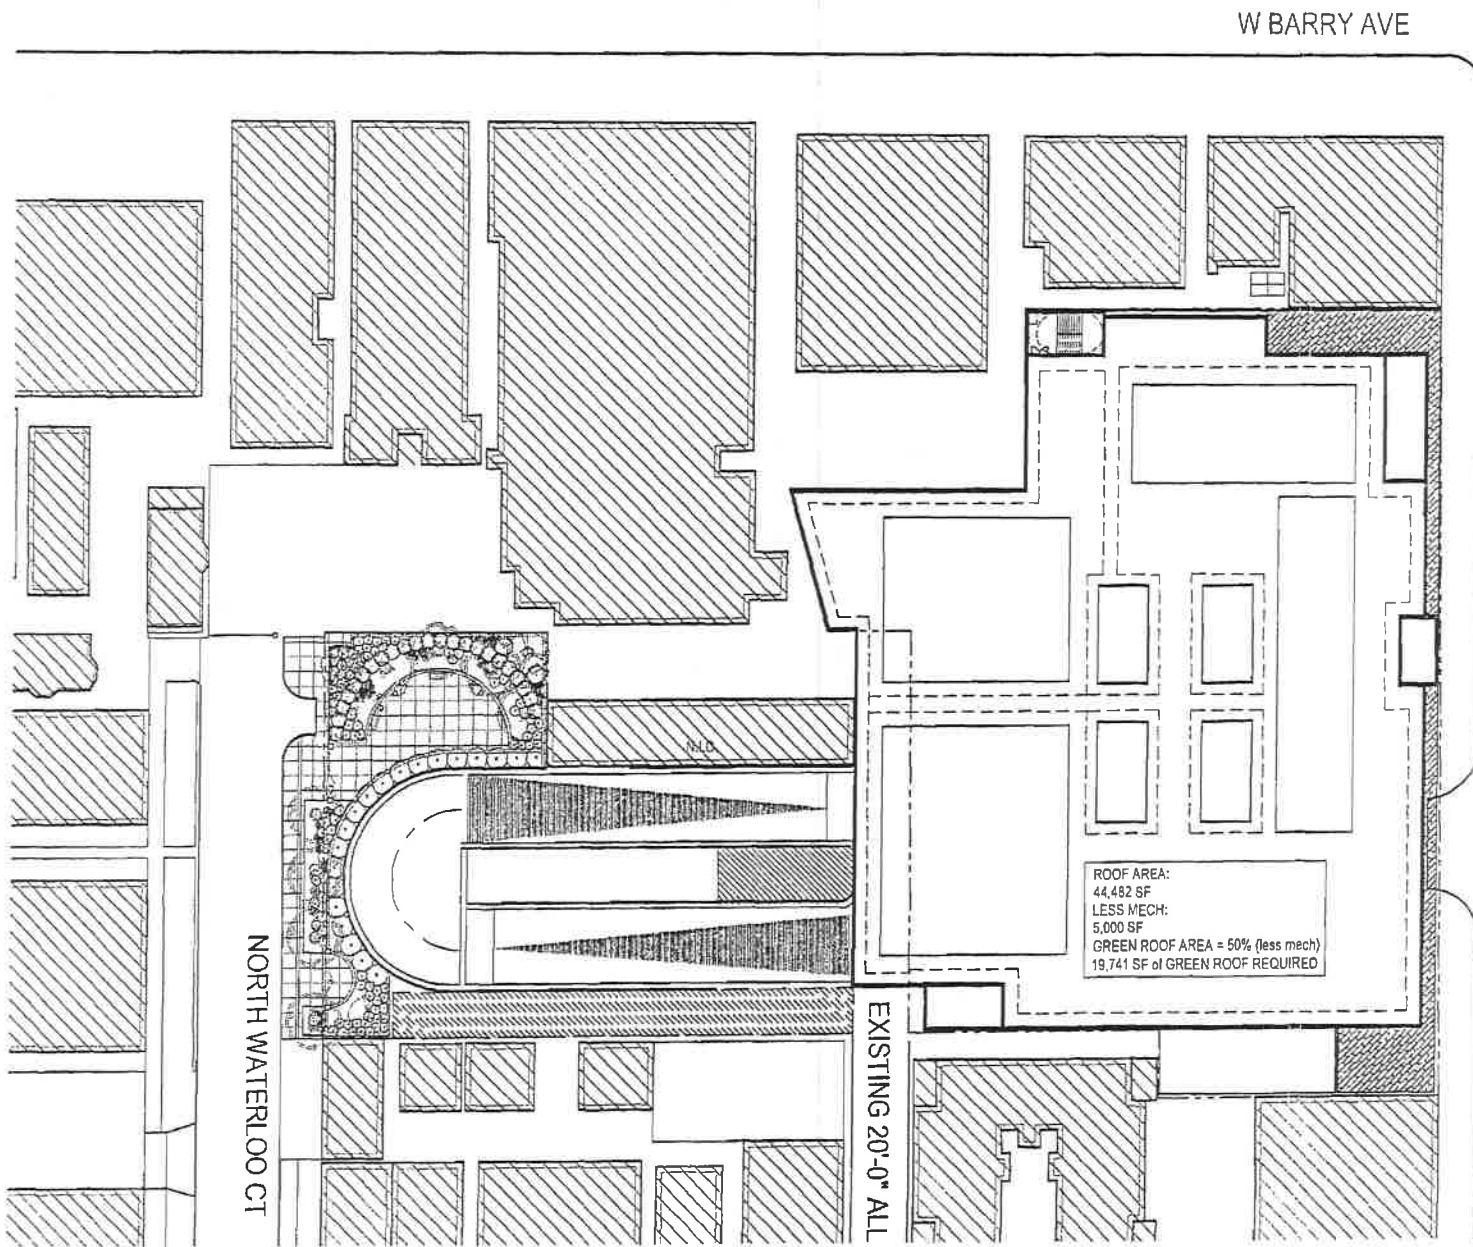 W BARRY AVE
N.I.C.
ROOF AREA:
44,482 SF
LESS MECH:
5,000 SF
GREEN ROOF AREA = 50% (less mech)
19,741 SF of GREEN ROOF REQUIRED
NORTH WATERLOO CT
EXISTING 20'-0" ALL